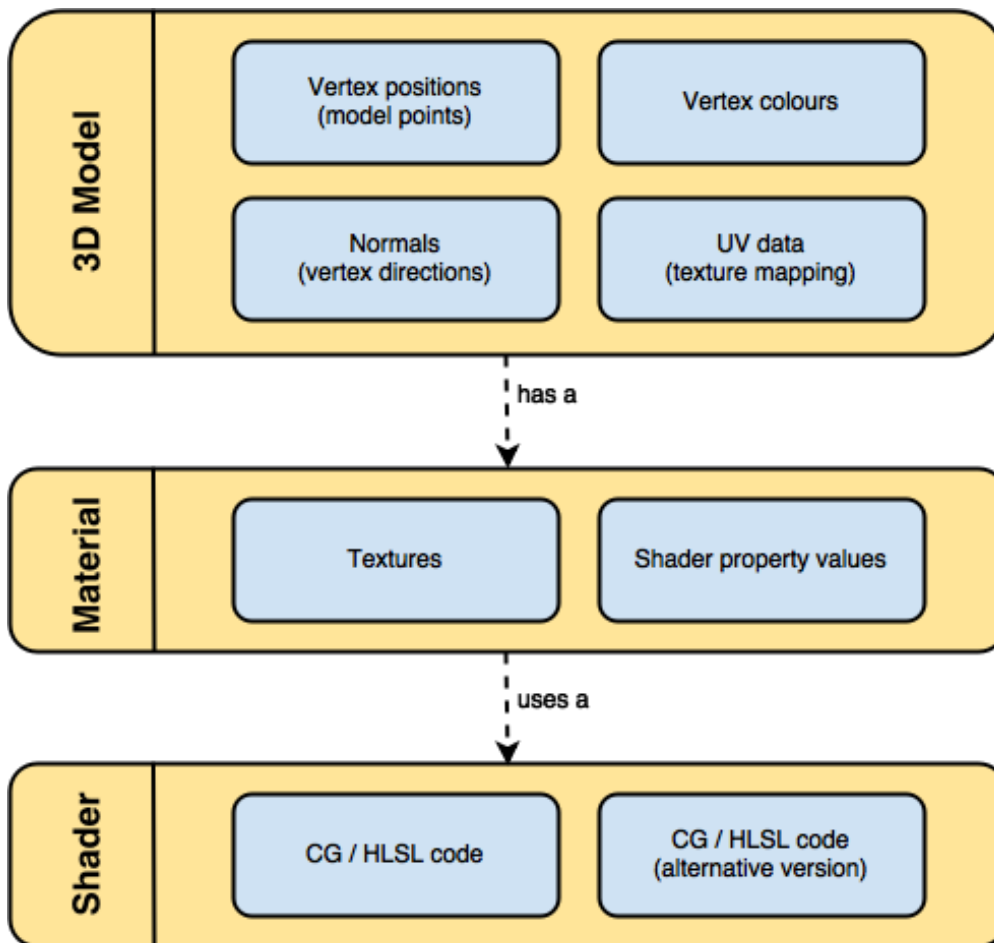 3D Model
Vertex positions
(model points)
Vertex colours
Normals
(vertex directions)
UV data
(texture mapping)
has a
Material
Textures
Shader property values
uses a
Shader
CG / HLSL code
CG / HLSL code
(alternative version)